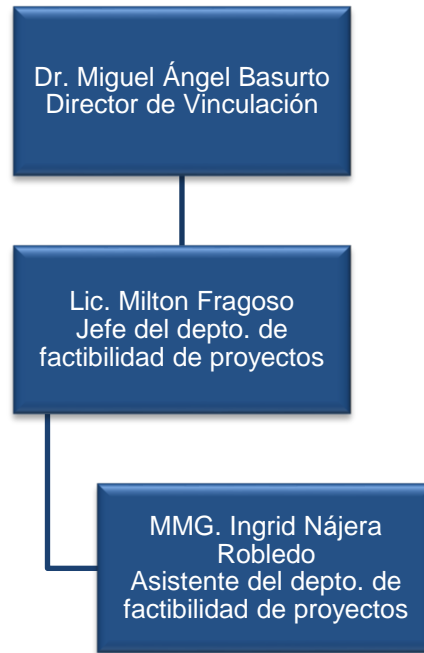 Dr. Miguel Ángel Basurto
Director de Vinculación
Lic. Milton Fragoso
Jefe del depto. de
factibilidad de proyectos
MMG. Ingrid Nájera
Robledo
Asistente del depto. de
factibilidad de proyectos